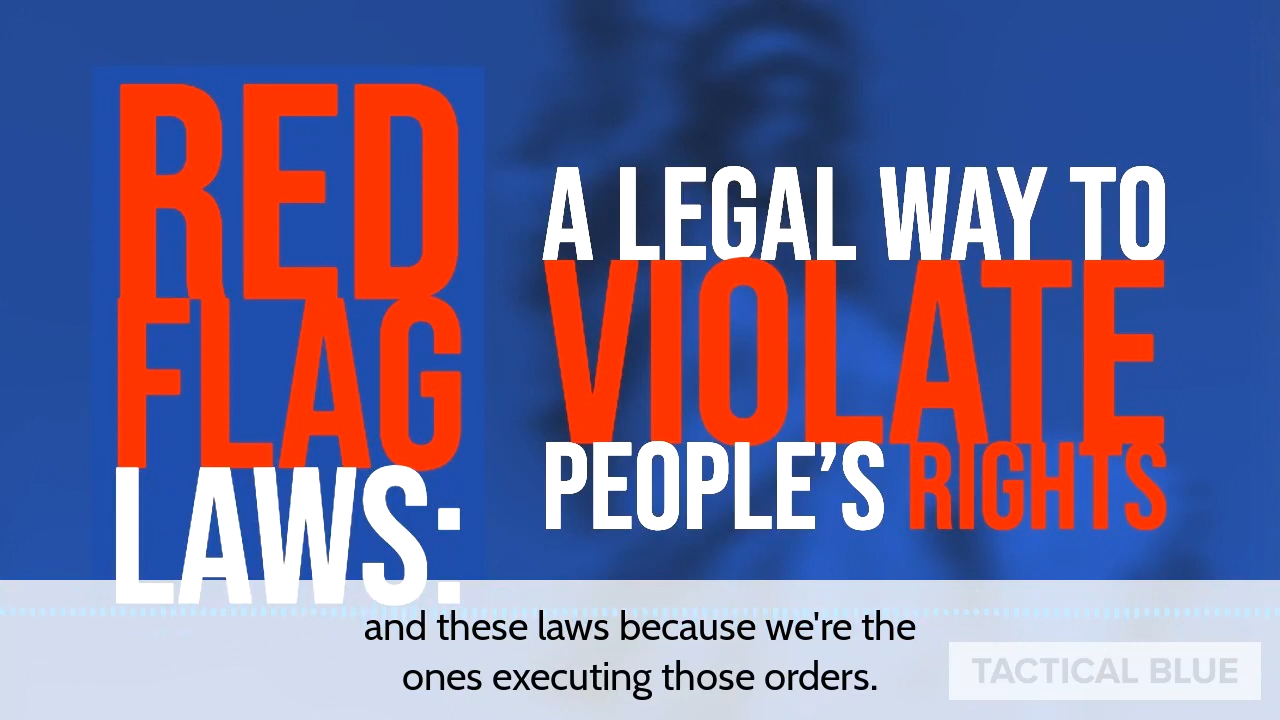 RED
FLAG
LAWS:
A LEGAL WAY TO
VIOLATE
PEOPLE’S RIGHTS
and these laws because we're the
ones executing those orders.
TACTICAL BLUE